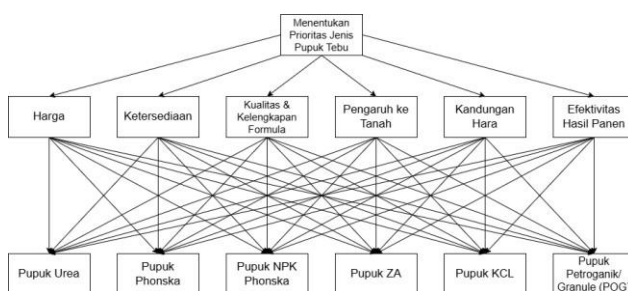 Menentukan
Prioritas Jenis
Pupuk Tebu
Harga
Ketersediaan
Kualitas &
Kelengkapan
Formula
Pengaruh ke
Tanah
Kandungan
Hara
Efektivitas
Hasil Panen
Pupuk Urea
Pupuk
Phonska
Pupuk NPK
Phonska
Pupuk ZA
Pupuk KCL
Pupuk
Petroganik/
Granule (POG)